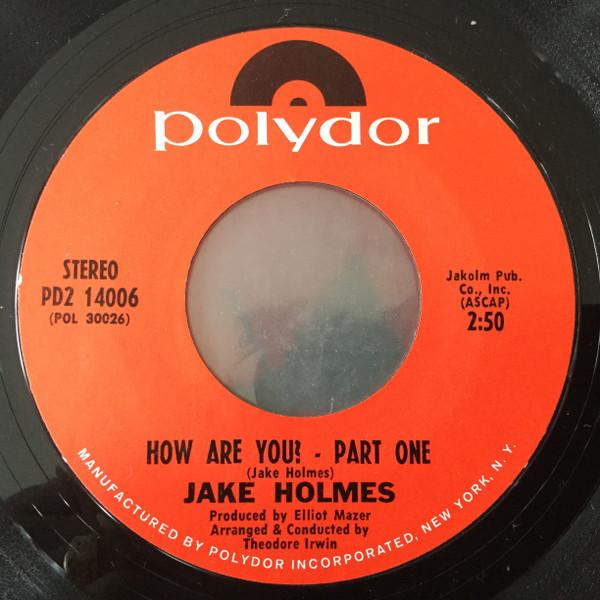 polydor
STEREO
PD2 14006
(POL 30026)
Jakolm Pub.
Co., Inc.
(ASCAP)
2:50
HOW ARE YOU? - PART ONE
(Jake Holmes)
JAKE HOLMES
Produced by Elliot Mazer
Arranged & Conducted by
Theodore Irwin
MANUFACTURED BY POLYDOR INCORPORATED, NEW YORK, N. Y.